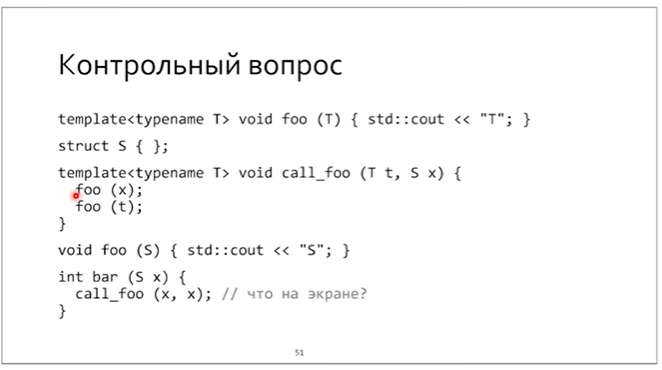 Контрольный вопрос
template<typename T> void foo (T) { std::cout << "T"; }
struct S { };
template<typename T> void call_foo (T t, S x) {
foo (x);
foo (t);
}
void foo (S) { std::cout << "S"; }
int bar (S x) {
call_foo (x, x); // что на экране?
}
51